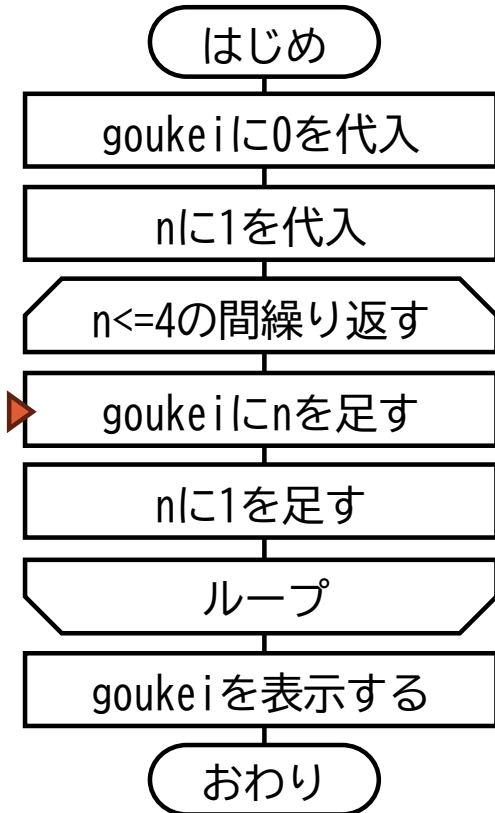 はじめ
goukeiに0を代入
nに1を代入
n<=4の間繰り返す
goukeiにnを足す
nに1を足す
ループ
goukeiを表示する
おわり